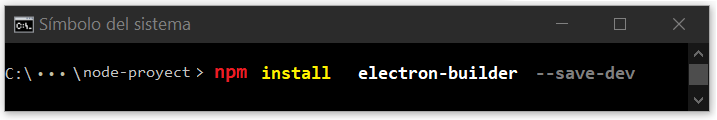 Símbolo del sistema
C:\ ••• \node-proyect > npm install electron-builder --save-dev